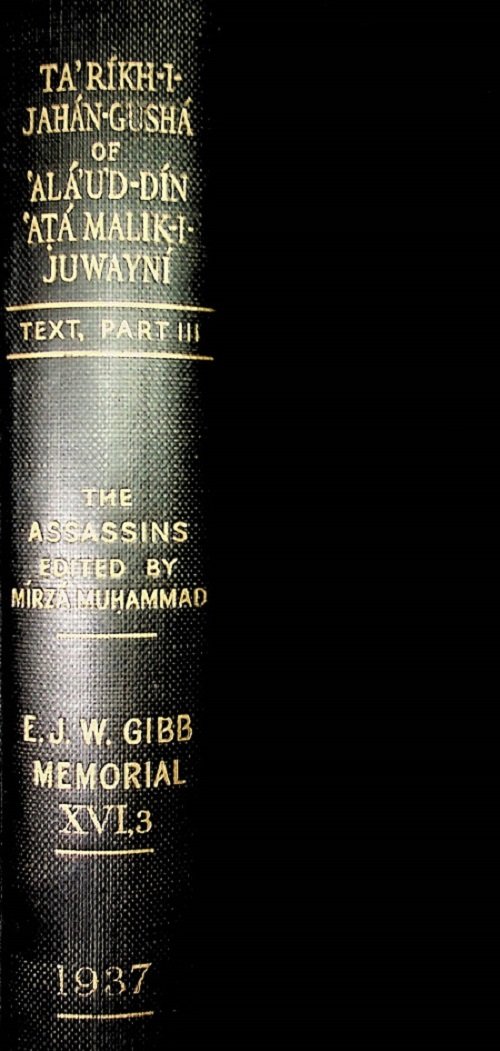 TA'RÍKH-I-
JAHÁN-GUSHÁ
OF
'ALÁ'U'D-DÍN
'AṬÁ MALIK-I-
JUWAYNÍ
TEXT, PART III
THE
ASSASSINS
EDITED BY
MÍRZÁ MUḤAMMAD
E. J. W. GIBB
MEMORIAL
XVI,3
1937